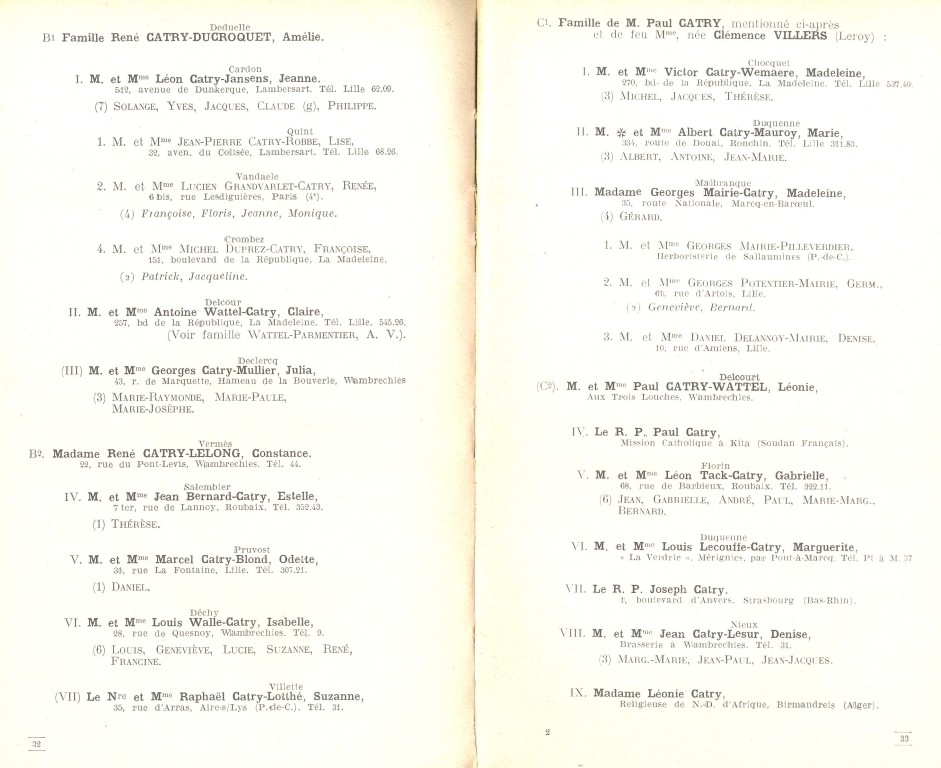 Deduelle
B1 Famille René CATRY-DUCROQUET, Amélie.
Cardon
I. M. et Mme Léon Catry-Jansens, Jeanne.
512, avenue de Dunkerque, Lambersart. Tél. Lille 62.09.
(7) SOLANGE, YVES, JACQUES, CLAUDE (g), PHILIPPE.
Quint
1. M. et Mme JEAN-PIERRE CATRY-ROBBE, LISE,
32, aven. du Colisée, Lambersart. Tél. Lille 68.26.
Vandaele
2. M. et Mme LUCIEN GRANDVARLET-CATRY, RENÉE,
6 bis, rue Lesdiguières, Paris (4e).
(4) Françoise, Floris, Jeanne, Monique.
Crombez
4. M. et Mme MICHEL DUPREZ-CATRY, FRANÇOISE,
151, boulevard de la République, La Madeleine.
(2) Patrick, Jacqueline.
Delcour
II. M. et Mme Antoine Wattel-Catry, Claire,
257, bd de la République, La Madeleine. Tél. Lille. 545.26.
(Voir famille WATTEL-PARMENTIER, A. V.).
Declercq
(III) M. et Mme Georges Catry-Mullier, Julia,
43, r. de Marquette, Hameau de la Bouverie, Wambrechies
(3) MARIE-RAYMONDE, MARIE-PAULE,
MARIE-JOSÈPHE.
Vermès
B2. Madame René CATRY-LELONG, Constance.
22, rue du Pont-Levis, Wambrechies. Tél. 44.
Salembier
IV. M. et Mme Jean Bernard-Catry, Estelle,
7 ter, rue de Lannoy, Roubaix. Tél. 352.43.
(1) THÉRÈSE.
Pruvost
V. M. et Mme Marcel Catry-Blond, Odette,
34, rue La Fontaine, Lille. Tél. 307.21.
(1) DANIEL.
Déchy
VI. M. et Mme Louis Walle-Catry, Isabelle,
28, rue de Quesnoy, Wambrechies. Tél. 9.
(6) LOUIS, GENEVIÈVE, LUCIE, SUZANNE, RENÉ,
FRANCINE.
Villette
(VII) Le Nre et Mme Raphaël Catry-Lotthé, Suzanne,
35, rue d'Arras, Aire-s/Lys (P.-de-C.). Tél. 31.
32
C1. Famille de M. Paul CATRY, mentionné ci-après
et de feu Mme, née Clémence VILLERS (Leroy) :
Chocquet
I. M. et Mme Victor Catry-Wemaere, Madeleine,
270, bd. de la République, La Madeleine. Tél. Lille 537.40.
(3) MICHEL, JACQUES, THÉRÈSE.
Duquenne
II. M. ✻ et Mme Albert Catry-Mauroy, Marie,
334, route de Douai, Ronchin. Tél. Lille 311.83.
(3) ALBERT, ANTOINE, JEAN-MARIE.
Malbranque
III. Madame Georges Mairie-Catry, Madeleine,
35, route Nationale, Marcq-en-Barœul.
(4) GÉRARD.
1. M. et Mme GEORGES MAIRIE-PILLEVERDIER,
Herboristerie de Sallaumines (P.-de-C.).
2. M. et Mme GEORGES POTENTIER-MAIRIE, GERM.,
rue d'Artois, Lille.
(2) Geneviève, Bernard.
3. M. et Mme DANIEL DELANNOY-MAIRIE, DENISE,
10, rue d'Amiens, Lille.
Delcourt
(C2). M. et Mme Paul CATRY-WATTEL, Léonie,
Aux Trois Louches, Wambrechies.
IV. Le R. P. Paul Catry,
Mission Catholique à Kita (Soudan Français).
Florin
V. M. et Mme Léon Tack-Catry, Gabrielle,
68, rue de Barbieux, Roubaix. Tél. 322.11.
(6) JEAN, GABRIELLE, ANDRÉ, PAUL, MARIE-MARG.,
BERNARD.
Duquenne
VI. M. et Mme Louis Lecouffe-Catry, Marguerite,
« La Verdrie », Mérignies, par Pont-à-Marcq. Tél. Pt à M. 37
VII. Le R. P. Joseph Catry.
1, boulevard d'Anvers, Strasbourg (Bas-Rhin).
Nieux
VIII. M. et Mme Jean Catry-Lesur, Denise,
Brasserie à Wambrechies. Tél. 31.
(3) MARG.-MARIE, JEAN-PAUL, JEAN-JACQUES.
IX. Madame Léonie Catry,
Religieuse de N.-D. d'Afrique, Birmandreis (Alger).
2
33